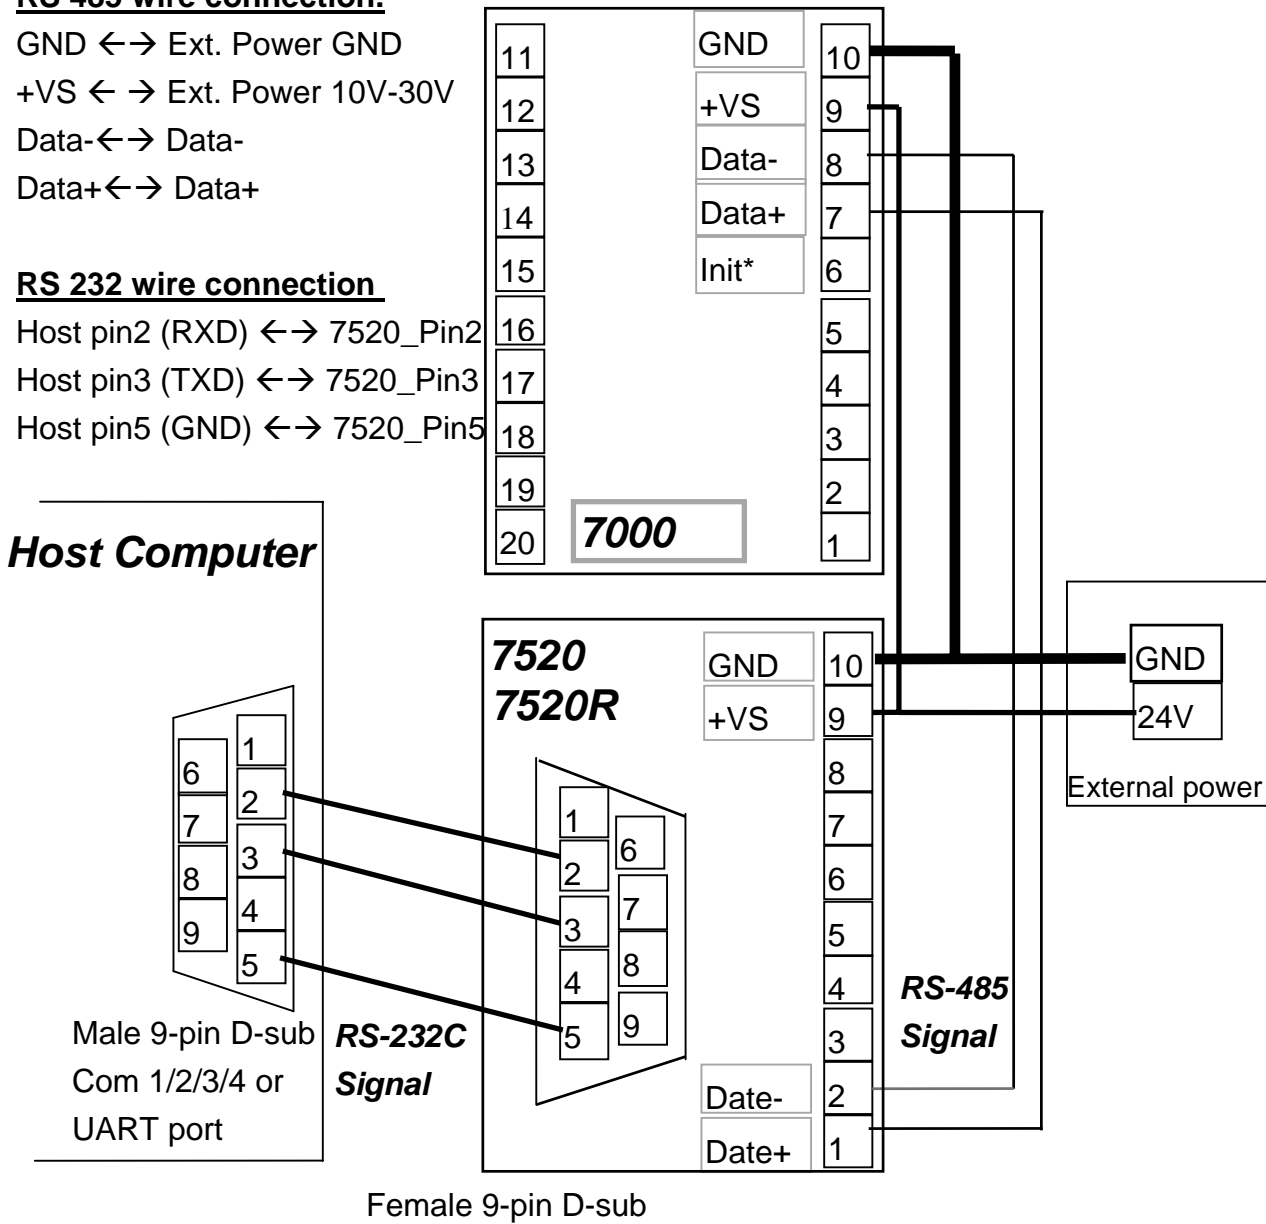 RS 485 wire connection:
GND ←→ Ext. Power GND
+VS ← → Ext. Power 10V-30V
Data-←→ Data-
Data+←→ Data+
RS 232 wire connection
Host pin2 (RXD) ←→ 7520_Pin2
Host pin3 (TXD) ←→ 7520_Pin3
Host pin5 (GND) ←→ 7520_Pin5
11
12
13
14
15
16
17
18
19
20
GND
+VS
Data-
Data+
Init*
10
9
8
7
6
5
4
3
2
1
7000
Host Computer
6
7
8
9
1
2
3
4
5
Male 9-pin D-sub
Com 1/2/3/4 or
UART port
RS-232C
Signal
7520
7520R
1
2
3
4
5
6
7
8
9
GND
+VS
10
9
8
7
6
5
4
3
2
1
Date-
Date+
RS-485
Signal
GND
24V
External power
Female 9-pin D-sub